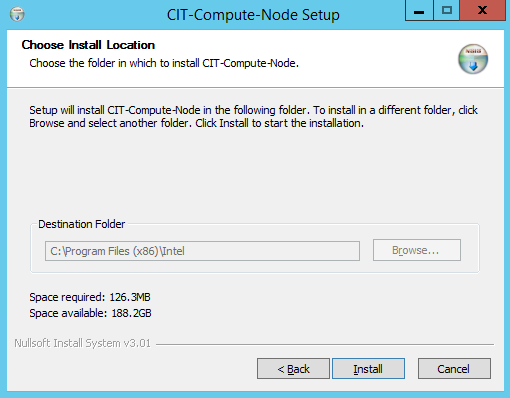 CIT-Compute-Node Setup
Choose Install Location
Choose the folder in which to install CIT-Compute-Node.
Setup will install CIT-Compute-Node in the following folder. To install in a different folder, click
Browse and select another folder. Click Install to start the installation.
Destination Folder
C:\Program Files (x86)\Intel
Browse...
Space required: 126.3MB
Space available: 188.2GB
Nullsoft Install System v3.01
< Back
Install
Cancel